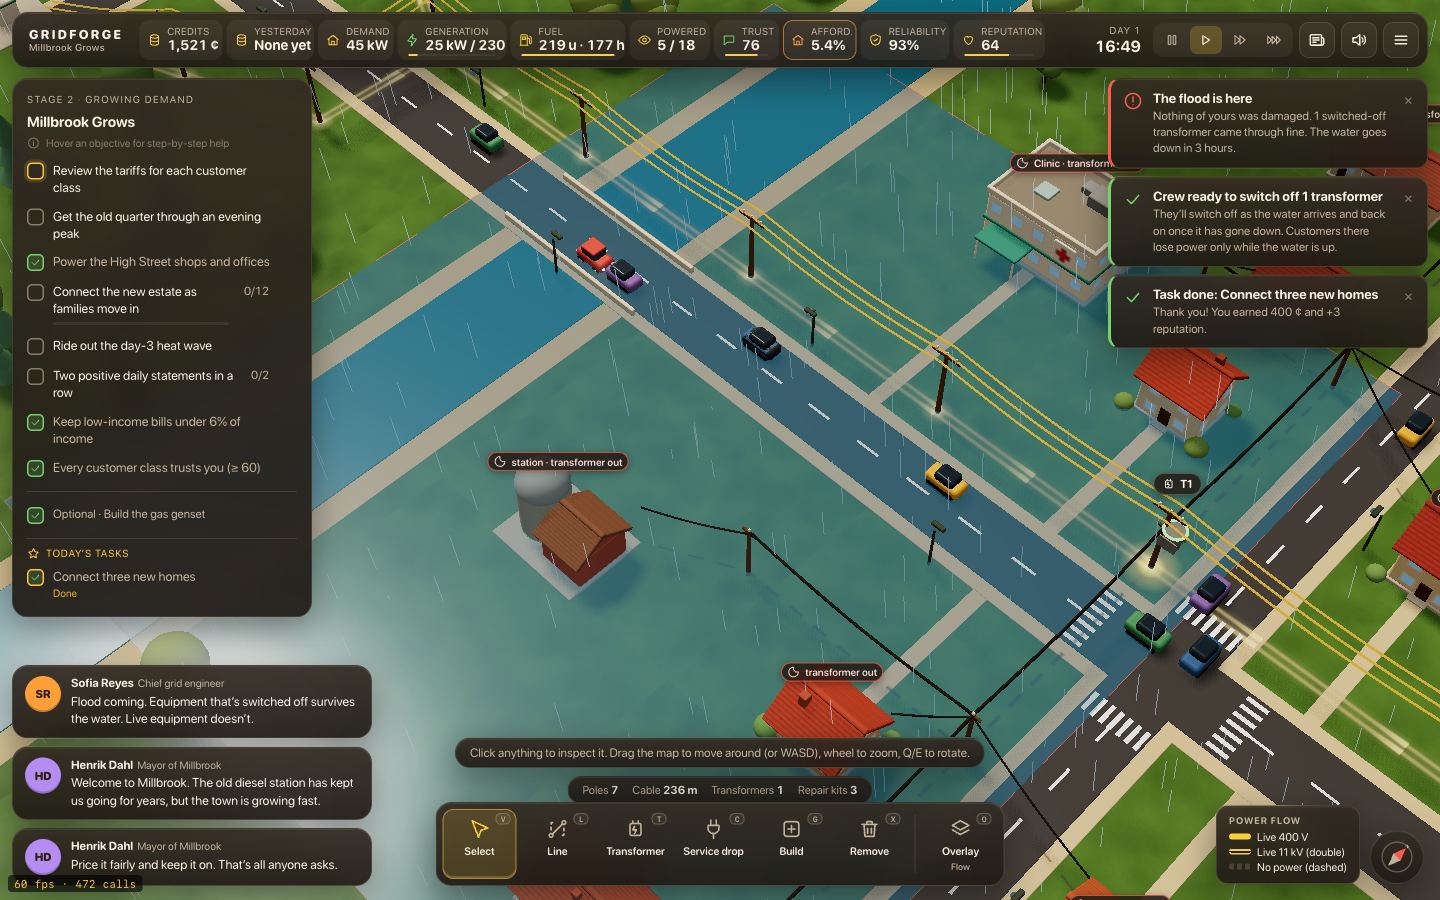 GRIDFORGE
Millbrook Grows
CREDITS
1,521 ¢
YESTERDAY
None yet
DEMAND
45 kW
GENERATION
25 kW / 230
FUEL
219 u · 177 h
POWERED
5 / 18
TRUST
76
AFFORD.
5.4%
RELIABILITY
93%
REPUTATION
64
DAY 1
16:49
STAGE 2 · GROWING DEMAND
Millbrook Grows
Hover an objective for step-by-step help
Review the tariffs for each customer
class
Get the old quarter through an evening
peak
Power the High Street shops and offices
Connect the new estate as
families move in
0/12
Ride out the day-3 heat wave
Two positive daily statements in a
row
0/2
Keep low-income bills under 6% of
income
Every customer class trusts you (≥ 60)
Optional · Build the gas genset
TODAY'S TASKS
Connect three new homes
Done
The flood is here
Nothing of yours was damaged. 1 switched-off
transformer came through fine. The water goes
down in 3 hours.
Crew ready to switch off 1 transformer
They'll switch off as the water arrives and back
on once it has gone down. Customers there
lose power only while the water is up.
Task done: Connect three new homes
Thank you! You earned 400 ¢ and +3
reputation.
Clinic · transform
station · transformer out
T1
transformer out
SR
Sofia Reyes Chief grid engineer
Flood coming. Equipment that's switched off survives
the water. Live equipment doesn't.
HD
Henrik Dahl Mayor of Millbrook
Welcome to Millbrook. The old diesel station has kept
us going for years, but the town is growing fast.
HD
Henrik Dahl Mayor of Millbrook
Price it fairly and keep it on. That's all anyone asks.
60 fps · 472 calls
Click anything to inspect it. Drag the map to move around (or WASD), wheel to zoom, Q/E to rotate.
Poles 7 Cable 236 m Transformers 1 Repair kits 3
V
Select
L
Line
T
Transformer
C
Service drop
G
Build
X
Remove
O
Overlay
Flow
POWER FLOW
Live 400 V
Live 11 kV (double)
No power (dashed)